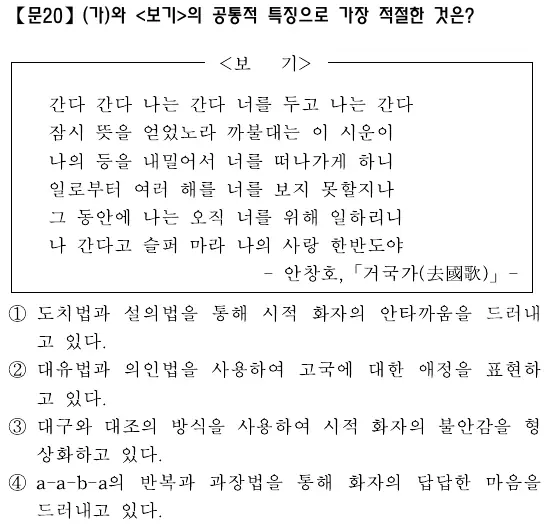 【문20】 (가)와 <보기>의 공통적 특징으로 가장 적절한 것은?
<보 기>
간다 간다 나는 간다 너를 두고 나는 간다
잠시 뜻을 얻었노라 까불대는 이 시운이
나의 등을 내밀어서 너를 떠나가게 하니
일로부터 여러 해를 너를 보지 못할지나
그 동안에 나는 오직 너를 위해 일하리니
나 간다고 슬퍼 마라 나의 사랑 한반도야
- 안창호, 「거국가(去國歌)」-
① 도치법과 설의법을 통해 시적 화자의 안타까움을 드러내
고 있다.
② 대유법과 의인법을 사용하여 고국에 대한 애정을 표현하
고 있다.
③ 대구와 대조의 방식을 사용하여 시적 화자의 불안감을 형
상화하고 있다.
④ a-a-b-a의 반복과 과장법을 통해 화자의 답답한 마음을
드러내고 있다.